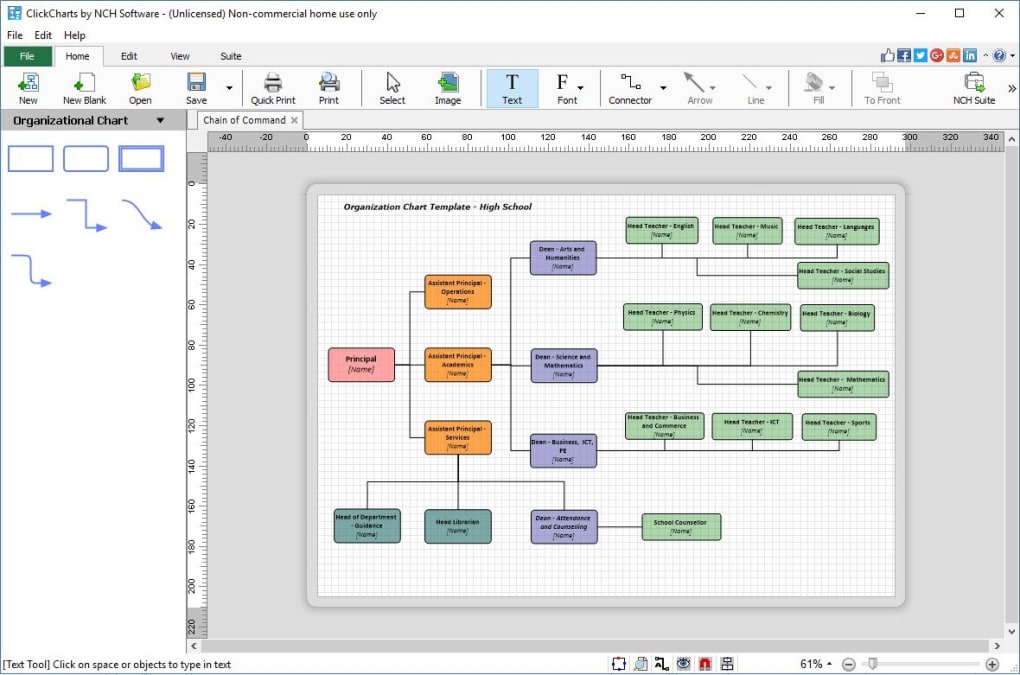 ClickCharts by NCH Software - (Unlicensed) Non-commercial home use only
File Edit Help
File Home Edit View Suite
New New Blank Open Save Quick Print Print Select Image Text Font Connector Arrow Line Fill To Front NCH Suite
Organizational Chart
Chain of Command
-40 -20 0 20 40 60 80 100 120 140 160 180 200 220 240 260 280 300 320 340
0
20
40
60
80
100
120
140
160
180
200
220
Organization Chart Template - High School
Head Teacher - English
[Name]
Head Teacher - Music
[Name]
Head Teacher - Languages
[Name]
Dean - Arts and
Humanities
[Name]
Head Teacher - Social Studies
[Name]
Assistant Principal -
Operations
[Name]
Head Teacher - Physics
[Name]
Head Teacher - Chemistry
[Name]
Head Teacher - Biology
[Name]
Principal
[Name]
Assistant Principal -
Academics
[Name]
Dean - Science and
Mathematics
[Name]
Head Teacher - Mathematics
[Name]
Assistant Principal -
Services
[Name]
Dean - Business, ICT,
PE
[Name]
Head Teacher - Business
and Commerce
[Name]
Head Teacher - ICT
[Name]
Head Teacher - Sports
[Name]
Head of Department
- Guidance
[Name]
Head Librarian
[Name]
Dean - Attendance
and Counselling
[Name]
School Counsellor
[Name]
[Text Tool] Click on space or objects to type in text
61%